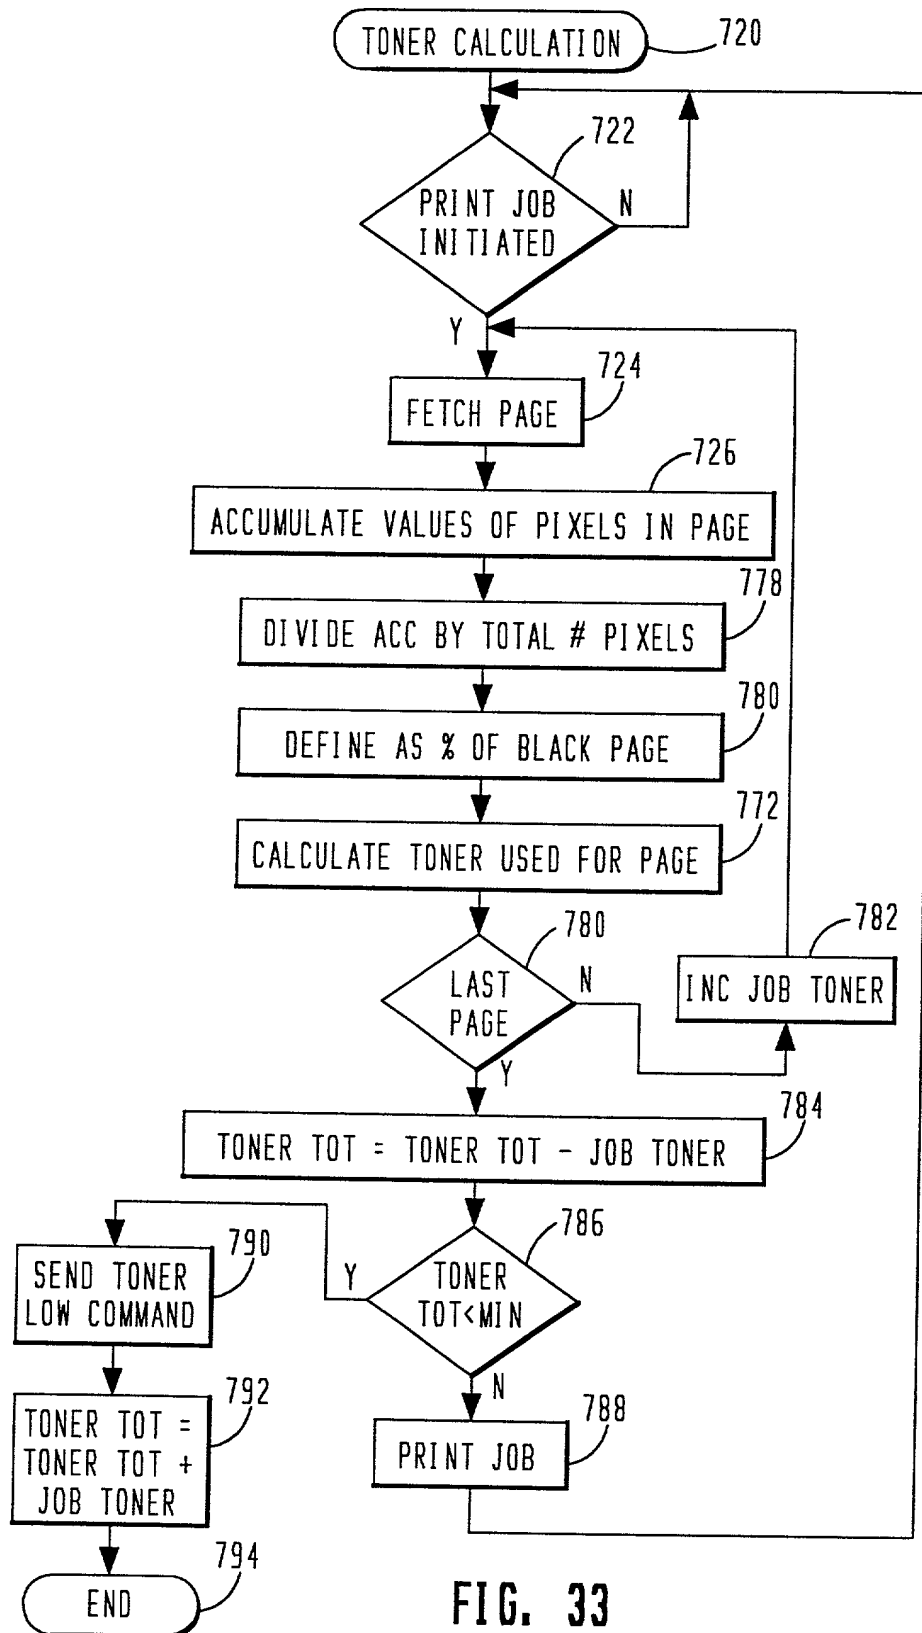 TONER CALCULATION
720
722
PRINT JOB
INITIATED
N
Y
724
FETCH PAGE
726
ACCUMULATE VALUES OF PIXELS IN PAGE
778
DIVIDE ACC BY TOTAL # PIXELS
780
DEFINE AS % OF BLACK PAGE
772
CALCULATE TONER USED FOR PAGE
780
LAST
PAGE
N
782
INC JOB TONER
Y
784
TONER TOT = TONER TOT - JOB TONER
786
TONER
TOT<MIN
Y
790
SEND TONER
LOW COMMAND
N
788
PRINT JOB
792
TONER TOT =
TONER TOT +
JOB TONER
794
END
FIG. 33